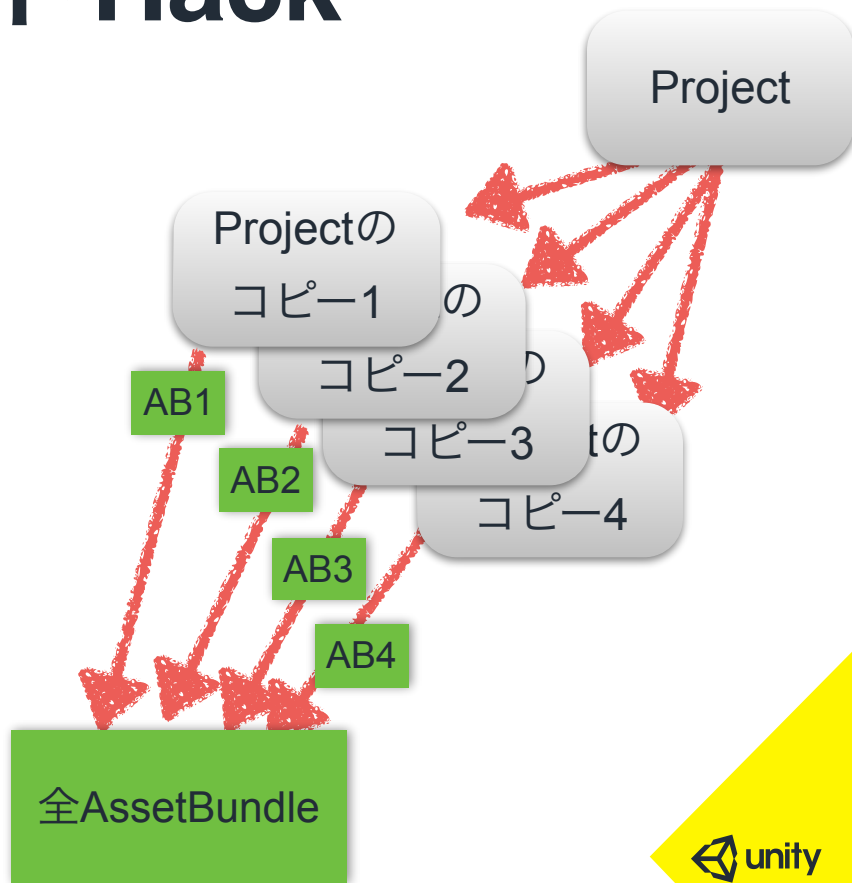 Hack
Project
Projectの
コピー1
の
コピー2
の
コピー3
tの
コピー4
AB1
AB2
AB3
AB4
全AssetBundle
unity